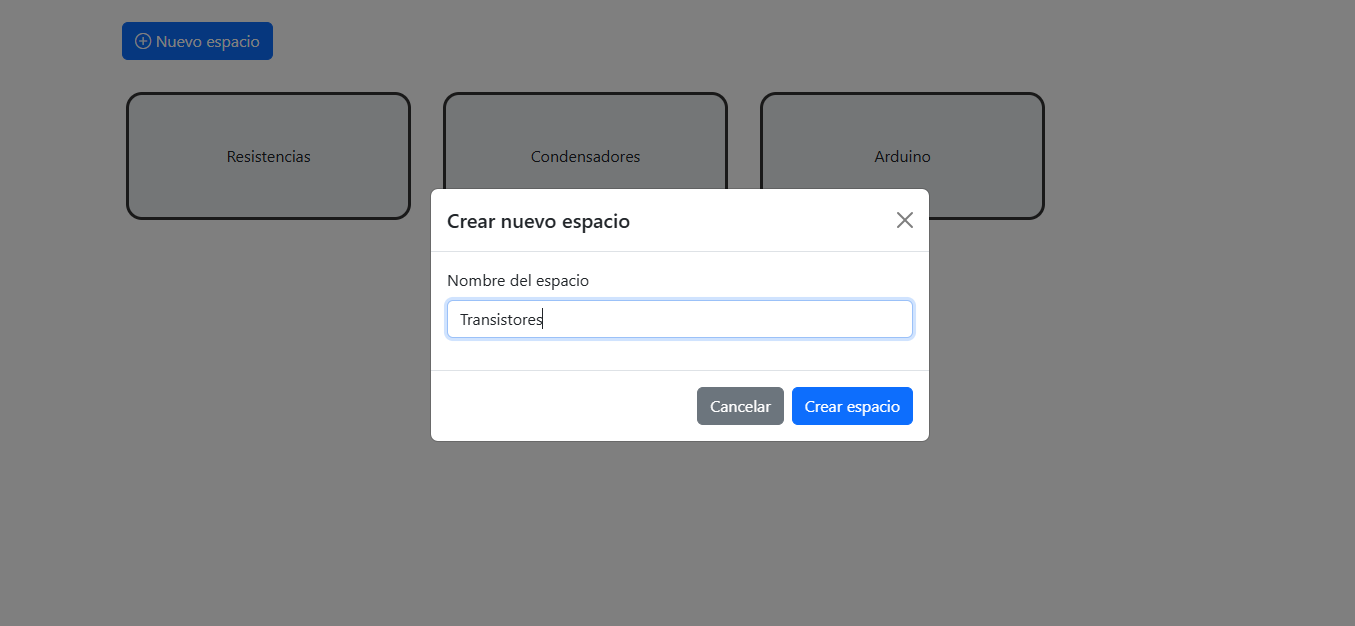 Nuevo espacio
Resistencias
Condensadores
Arduino
Crear nuevo espacio
Nombre del espacio
Transistores
Cancelar
Crear espacio